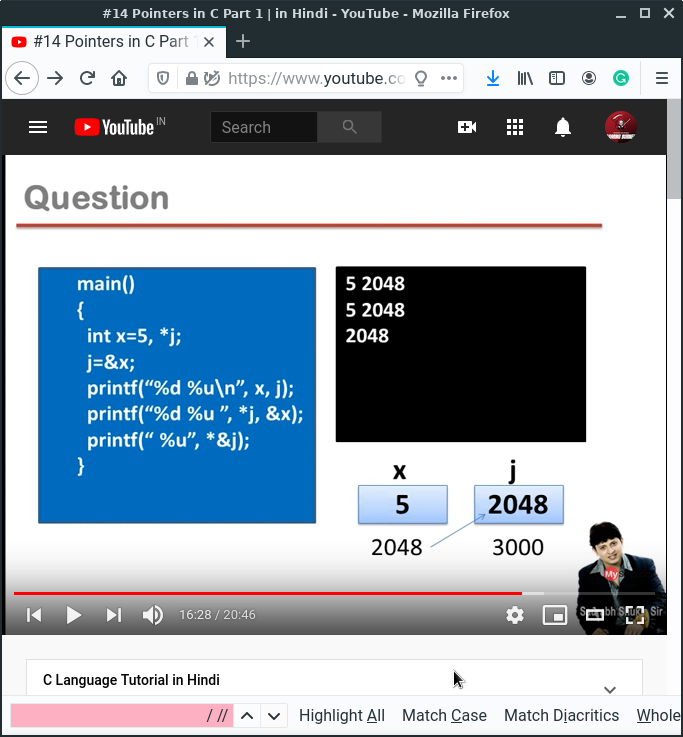 #14 Pointers in C Part 1 | in Hindi - YouTube - Mozilla Firefox
#14 Pointers in C Part 1
https://www.youtube.co
YouTube IN
Search
Question
main()
{
int x=5, *j;
j=&x;
printf(“%d %u\n”, x, j);
printf(“%d %u ”, *j, &x);
printf(“ %u”, *&j);
}
5 2048
5 2048
2048
x j
5 2048
2048 3000
Mys
Sir
16:28 / 20:46
C Language Tutorial in Hindi
/ // Highlight All Match Case Match Diacritics Whole